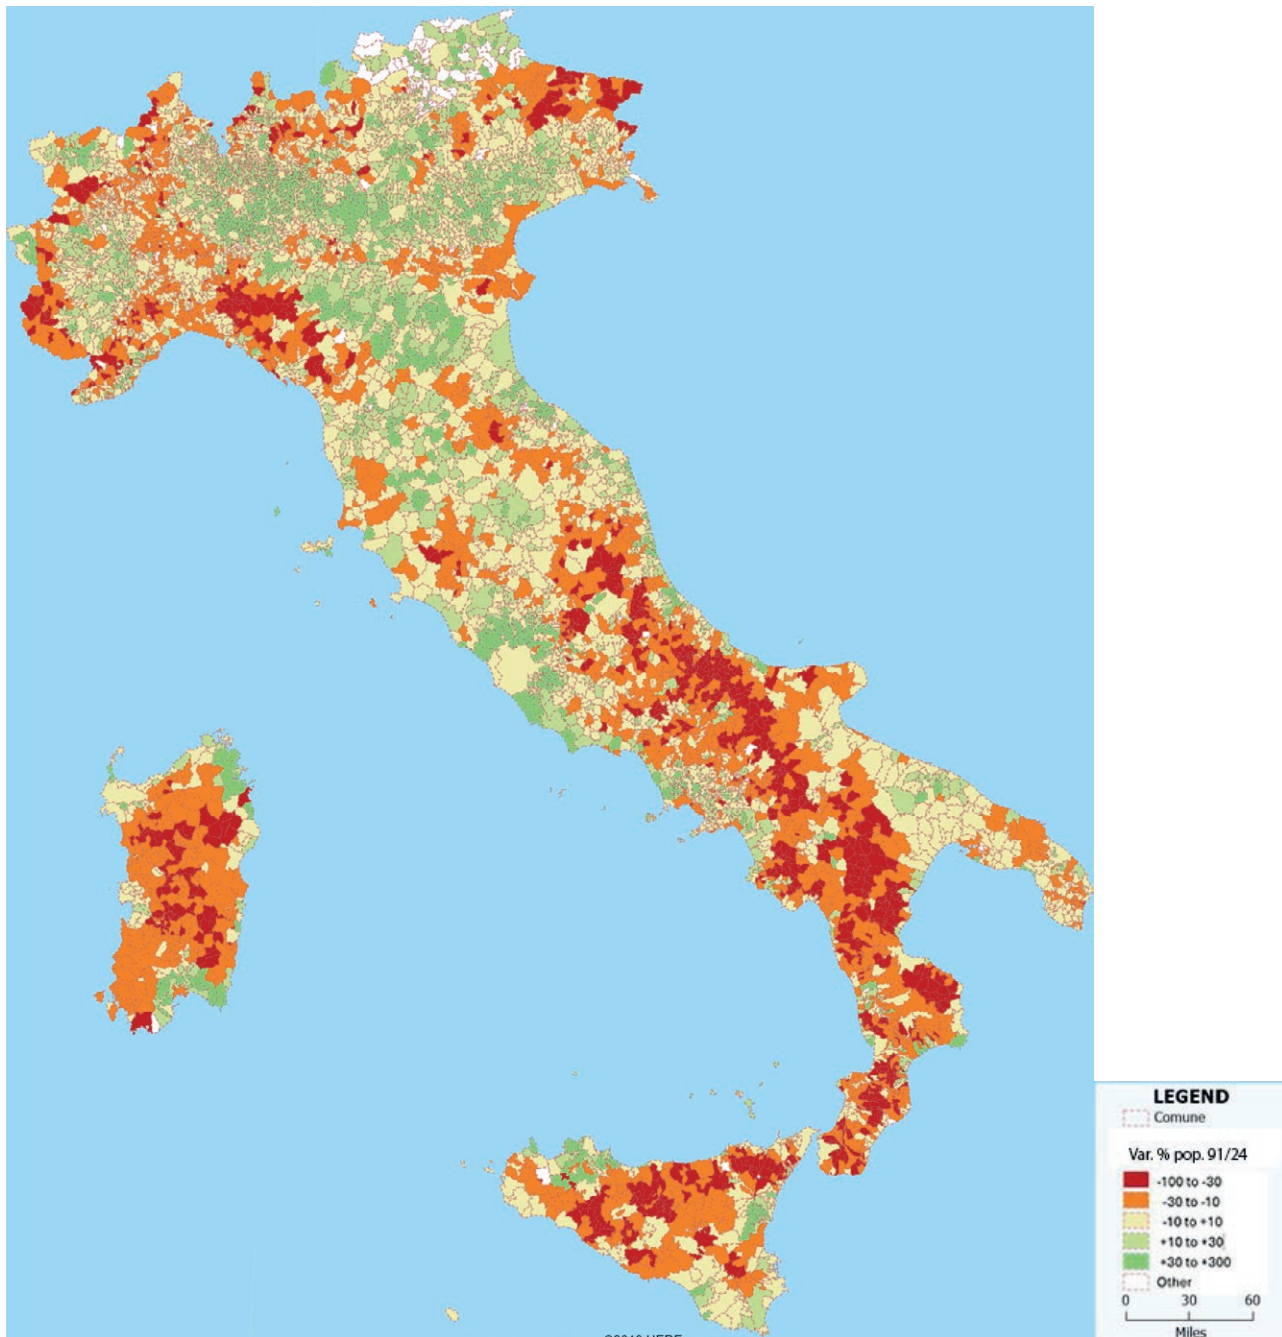 LEGEND
Comune
Var. % pop. 91/24
-100 to -30
-30 to -10
-10 to +10
+10 to +30
+30 to +300
Other
0 30 60
Miles